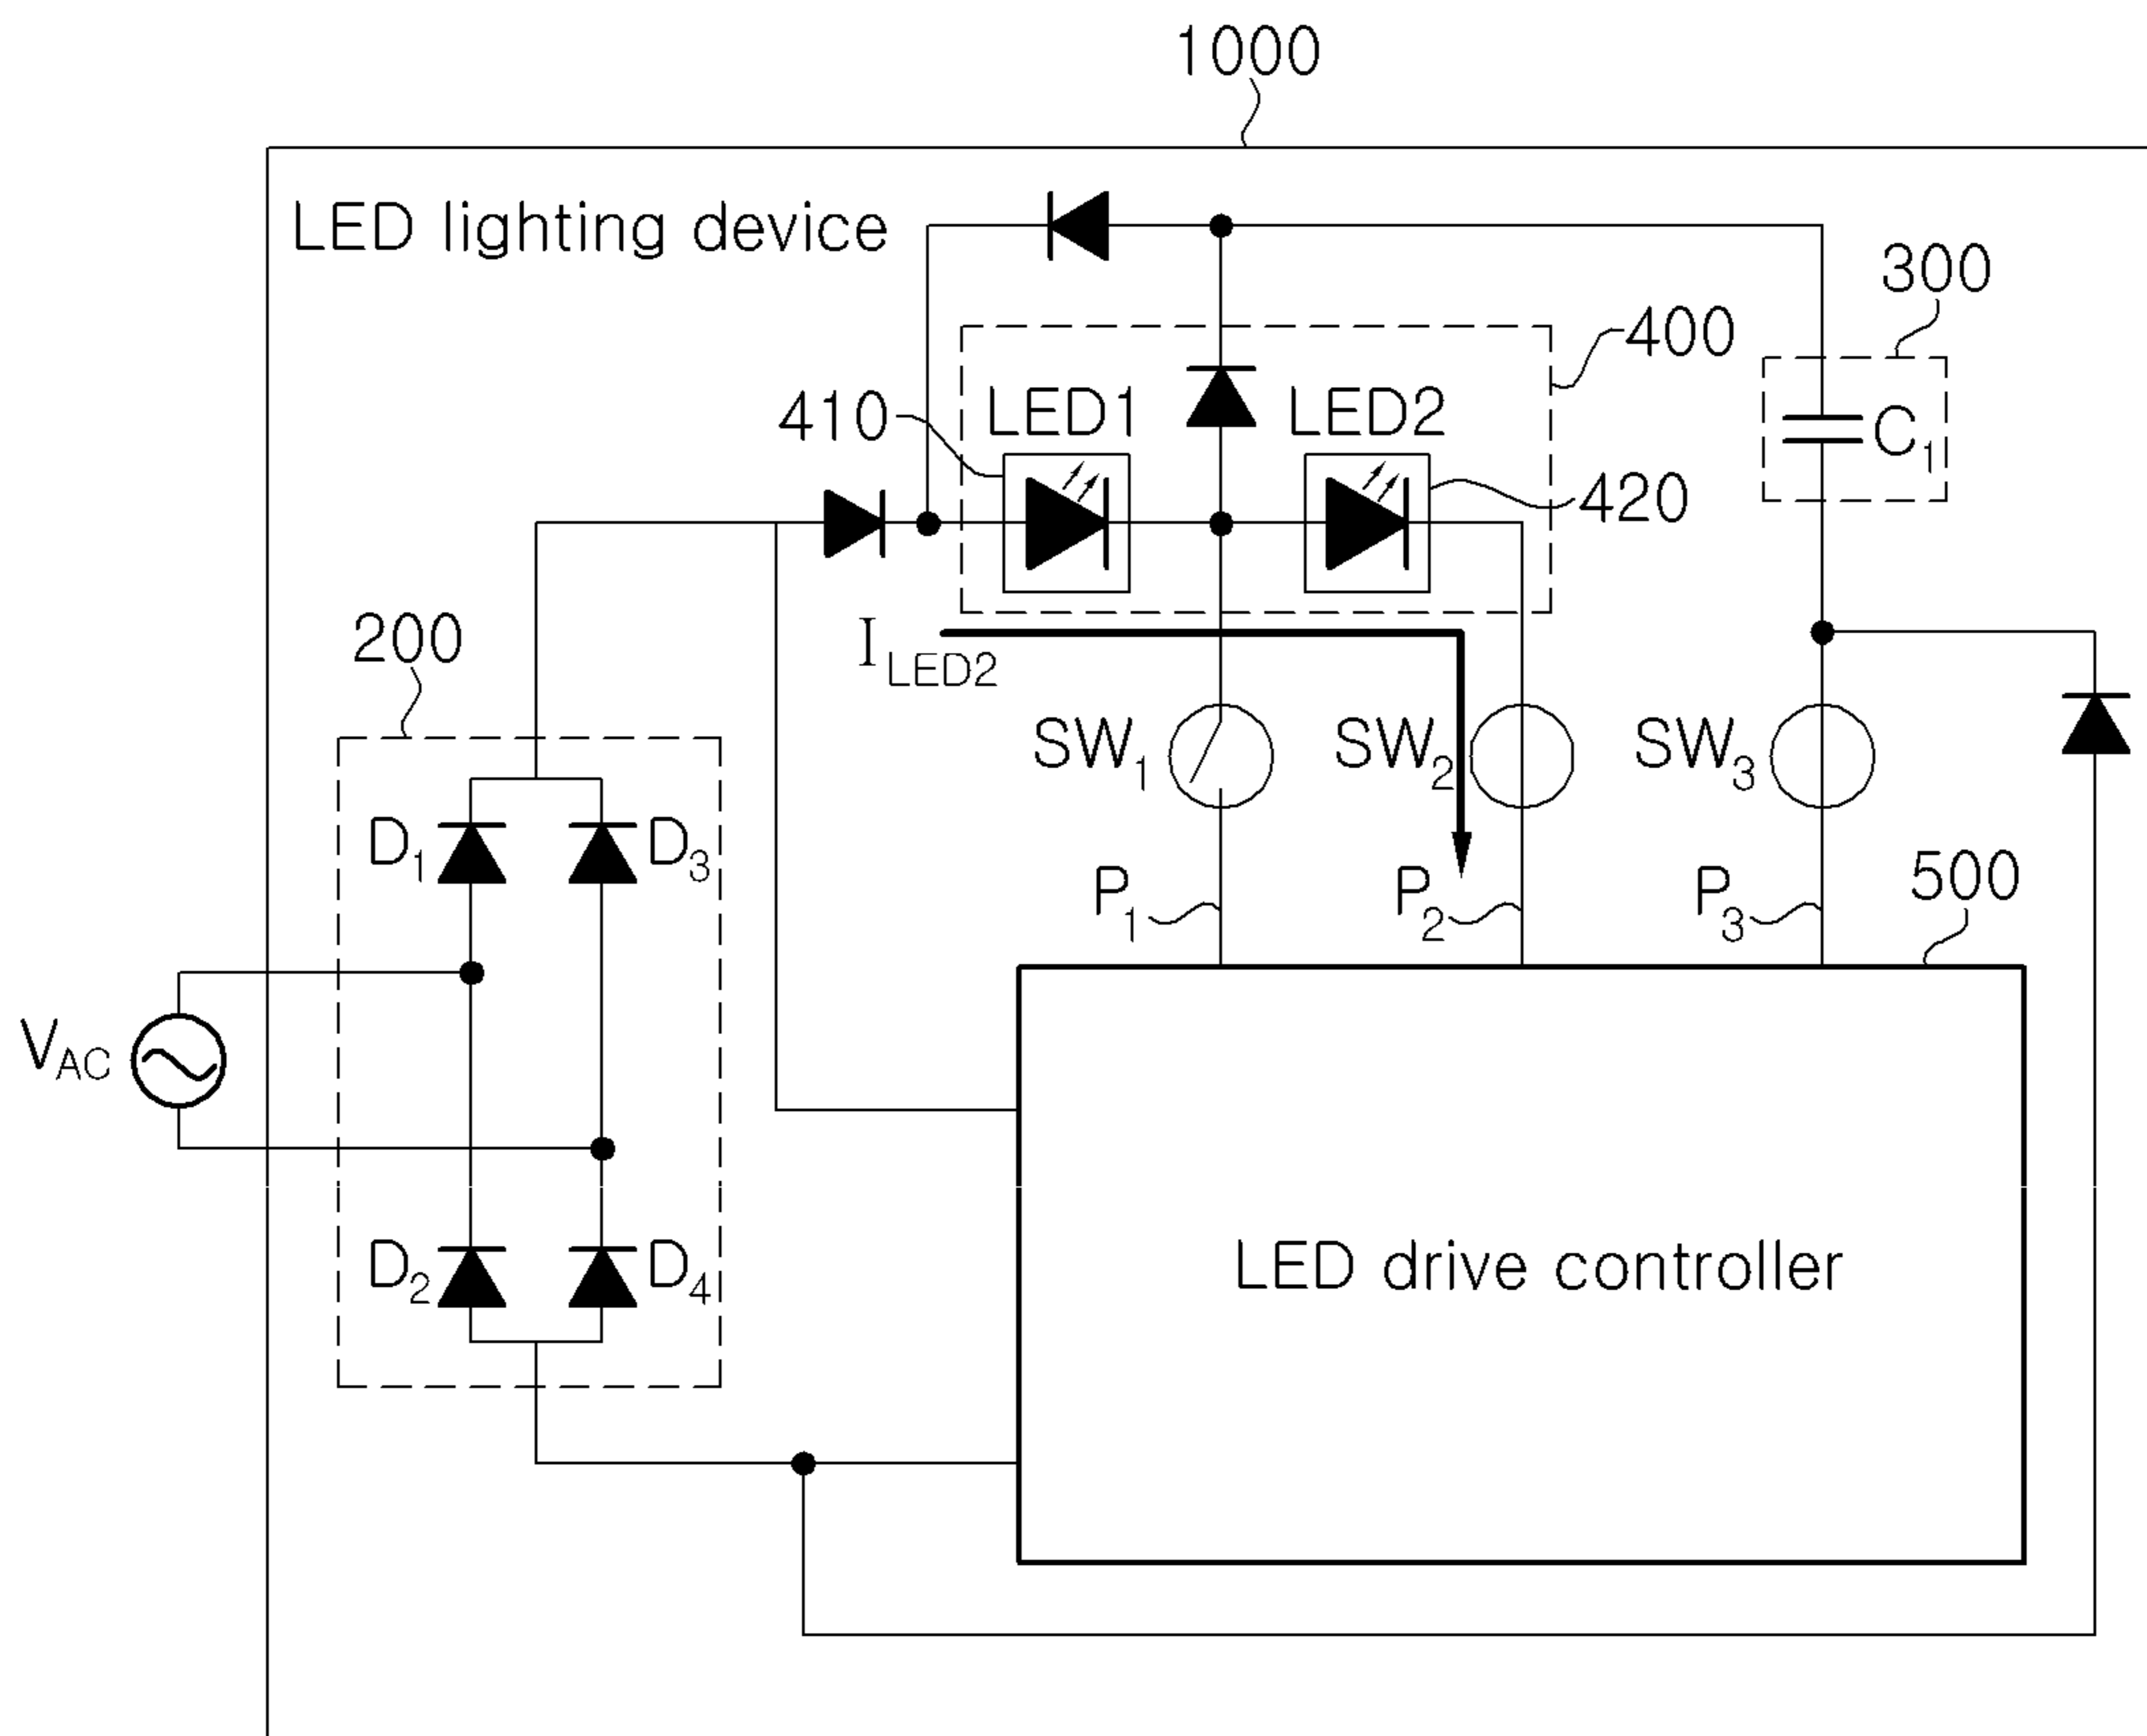 1000
LED lighting device
300
400
410
LED1
LED2
C1
420
200
ILED2
SW1
SW2
SW3
D1
D3
P1
P2
P3
500
VAC
D2
D4
LED drive controller